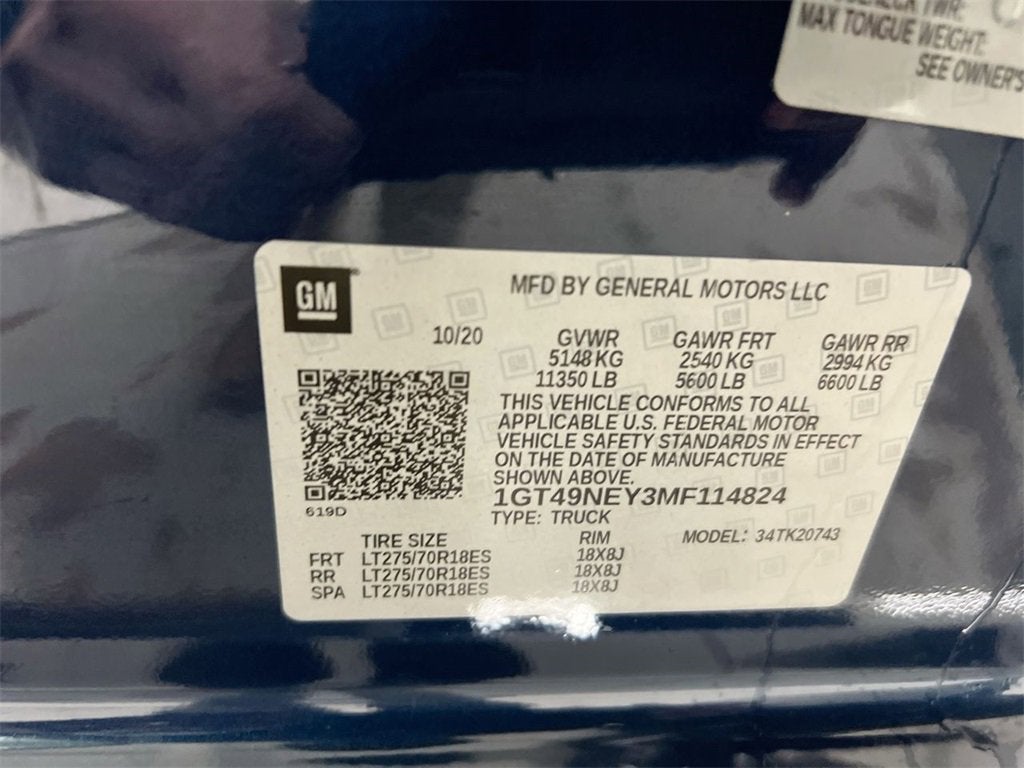 MAX TONGUE WEIGHT:
SEE OWNER'S
GM
MFD BY GENERAL MOTORS LLC
10/20 GVWR GAWR FRT GAWR RR
5148 KG 2540 KG 2994 KG
11350 LB 5600 LB 6600 LB
THIS VEHICLE CONFORMS TO ALL
APPLICABLE U.S. FEDERAL MOTOR
VEHICLE SAFETY STANDARDS IN EFFECT
ON THE DATE OF MANUFACTURE
SHOWN ABOVE.
1GT49NEY3MF114824
619D
TYPE: TRUCK
TIRE SIZE RIM MODEL: 34TK20743
FRT LT275/70R18ES 18X8J
RR LT275/70R18ES 18X8J
SPA LT275/70R18ES 18X8J